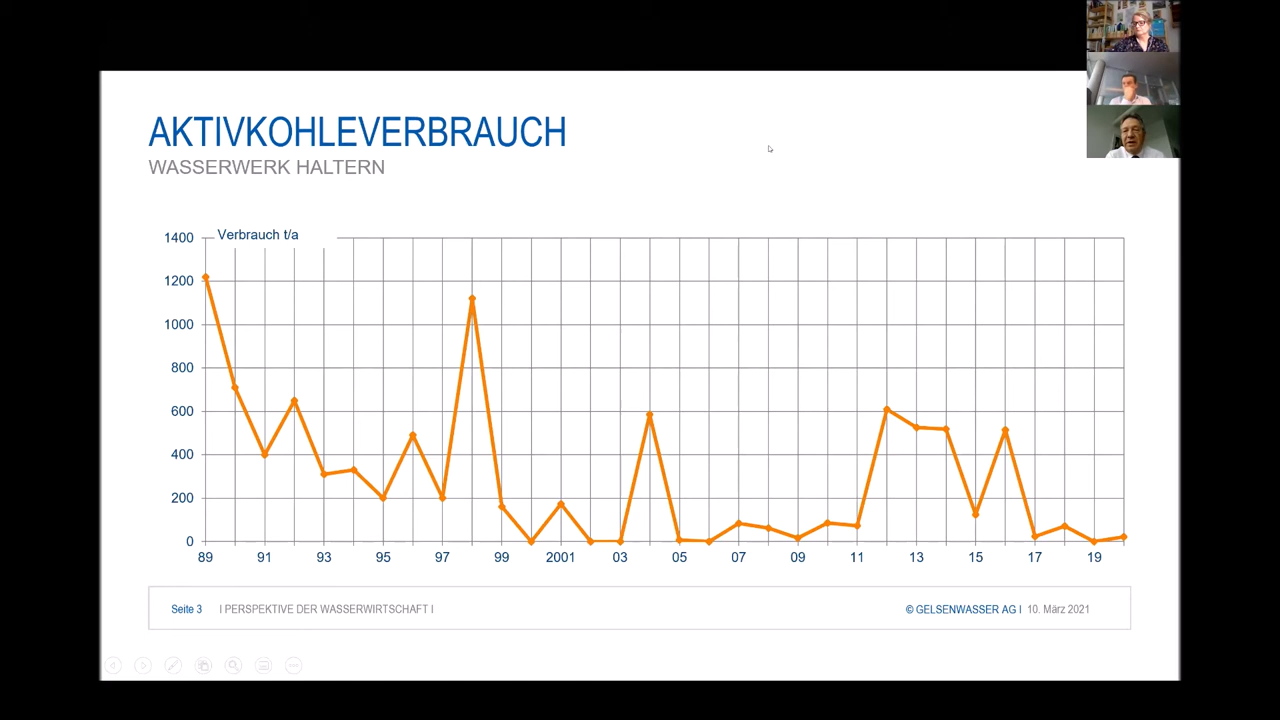 AKTIVKOHLEVERBRAUCH
WASSERWERK HALTERN
Verbrauch t/a
1400
1200
1000
800
600
400
200
0
89 91 93 95 97 99 2001 03 05 07 09 11 13 15 17 19
Seite 3 I PERSPEKTIVE DER WASSERWIRTSCHAFT I © GELSENWASSER AG I 10. März 2021